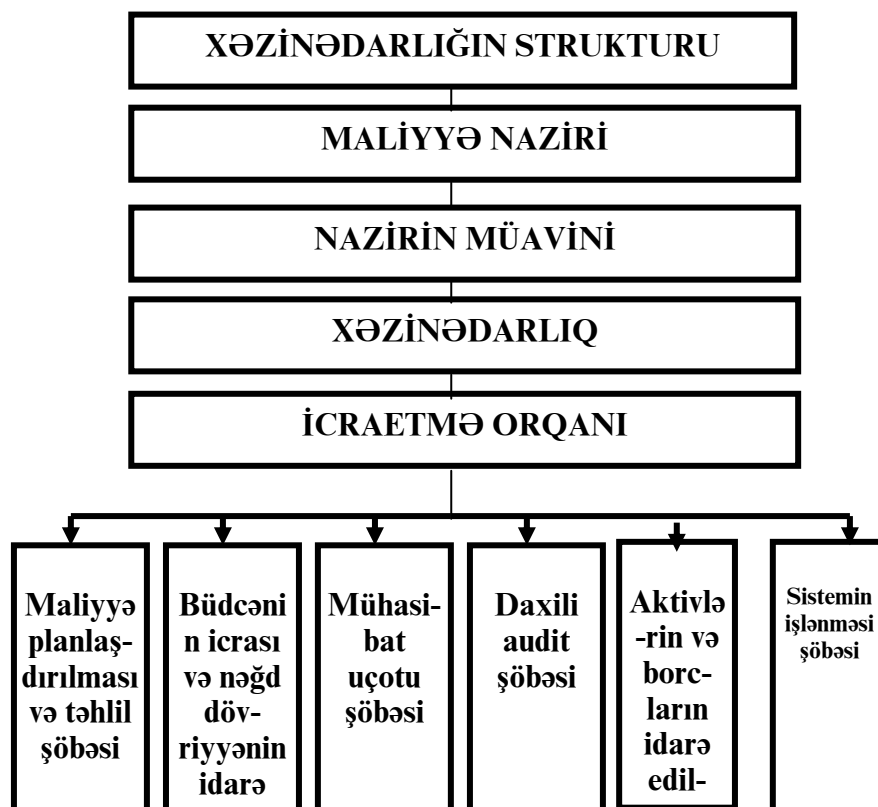 XƏZİNƏDARLIĞIN STRUKTURU
MALİYYƏ NAZİRİ
NAZİRİN MÜAVİNİ
XƏZİNƏDARLIQ
İCRAETMƏ ORQANI
Maliyyə
planlaş-
dırılması
və təhlil
şöbəsi
Büdcəni
n icrası
və nəğd
döv-
riyyənin
idarə
Mühasi-
bat
uçotu
şöbəsi
Daxili
audit
şöbəsi
Aktivlə
-rin və
borc-
ların
idarə
edil-
Sistemin
işlənməsi
şöbəsi